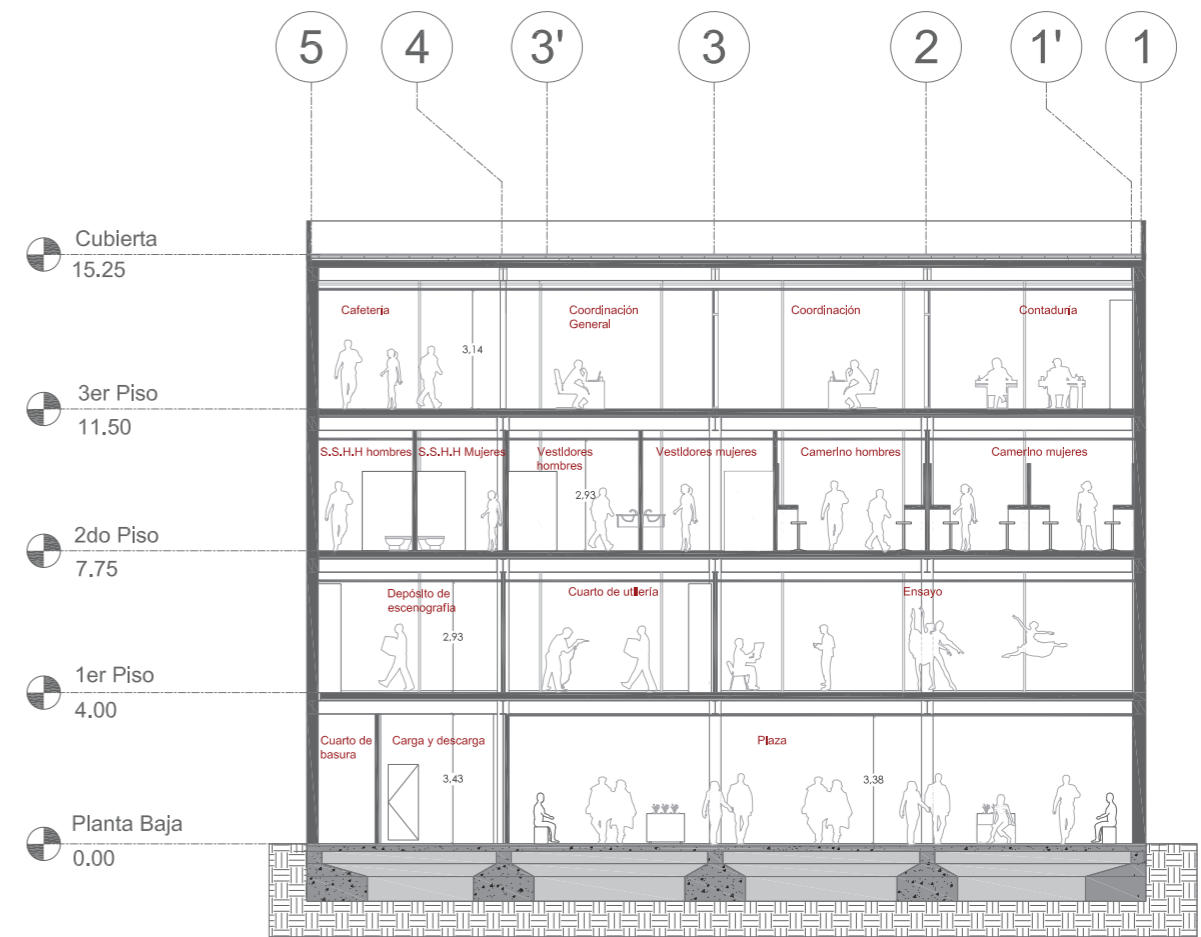 5
4
3'
3
2
1'
1
Cubierta
15.25
Cafeteria
Coordinación
General
Coordinación
Contaduría
3,14
3er Piso
11.50
S.S.H.H hombres
S.S.H.H Mujeres
Vestidores
hombres
Vestidores mujeres
Camerino hombres
Camerino mujeres
2,93
2do Piso
7.75
Depósito de
escenografia
Cuarto de utilería
Ensayo
2,93
1er Piso
4.00
Cuarto de
basura
Carga y descarga
Plaza
3,43
3,38
Planta Baja
0.00